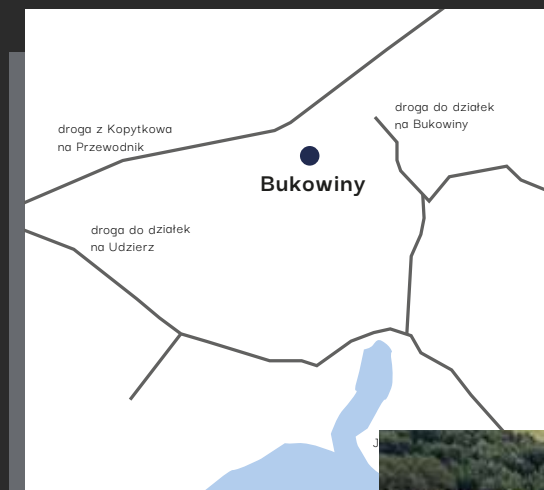 droga do działek
na Bukowiny
droga z Kopytkowa
na Przewodnik
Bukowiny
droga do działek
na Udzierz